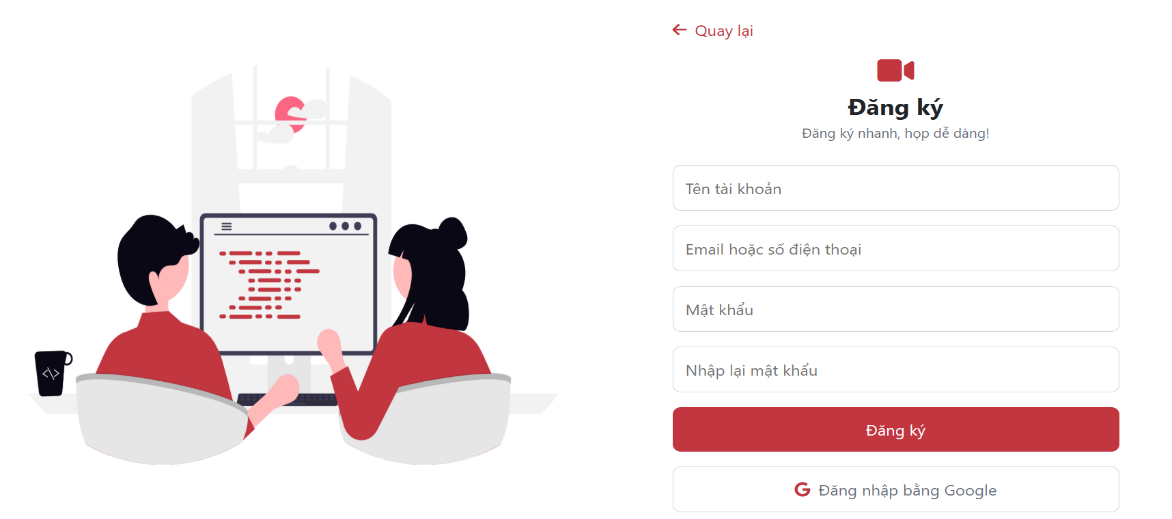 Quay lại
Đăng ký
Đăng ký nhanh, họp dễ dàng!
Tên tài khoản
Email hoặc số điện thoại
Mật khẩu
Nhập lại mật khẩu
Đăng ký
Đăng nhập bằng Google